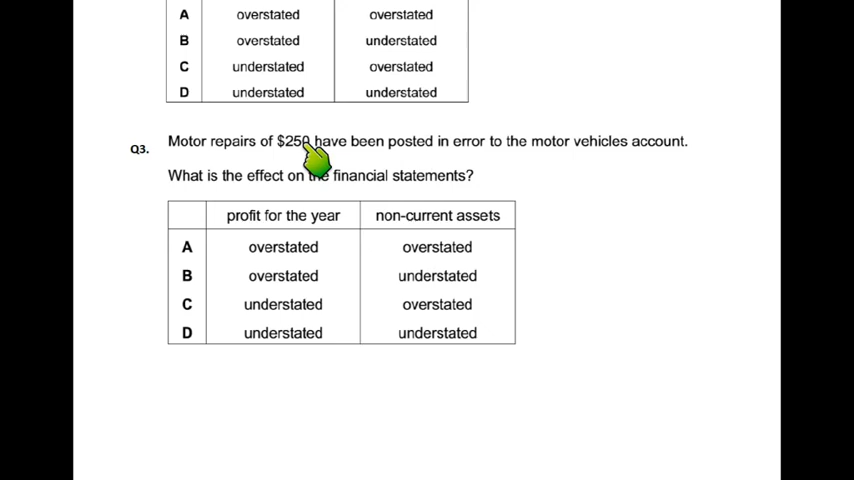 A overstated overstated
B overstated understated
C understated overstated
D understated understated
Q3. Motor repairs of $250 have been posted in error to the motor vehicles account.
What is the effect on the financial statements?
profit for the year non-current assets
A overstated overstated
B overstated understated
C understated overstated
D understated understated